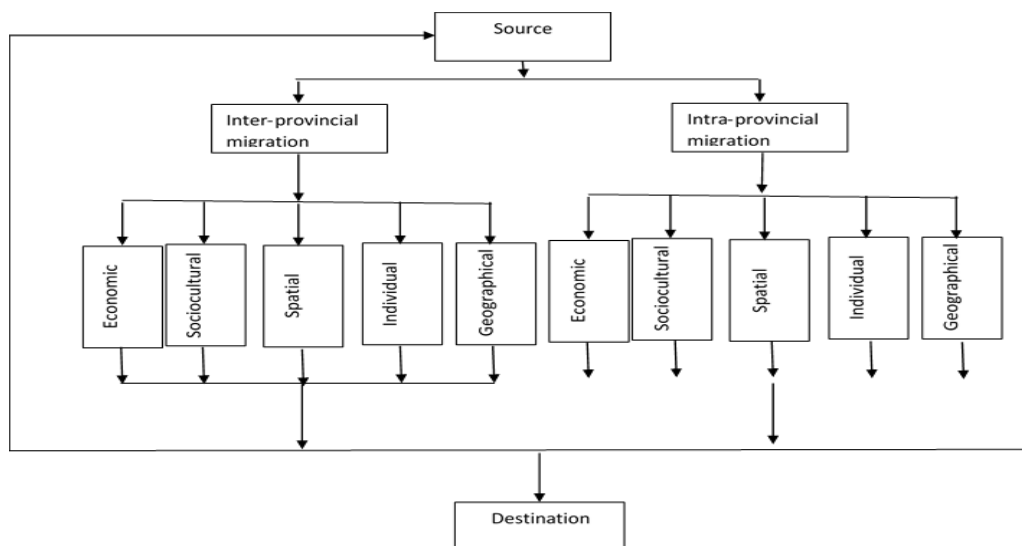 Source
Inter-provincial
migration
Intra-provincial
migration
Economic
Sociocultural
Spatial
Individual
Geographical
Economic
Sociocultural
Spatial
Individual
Geographical
Destination